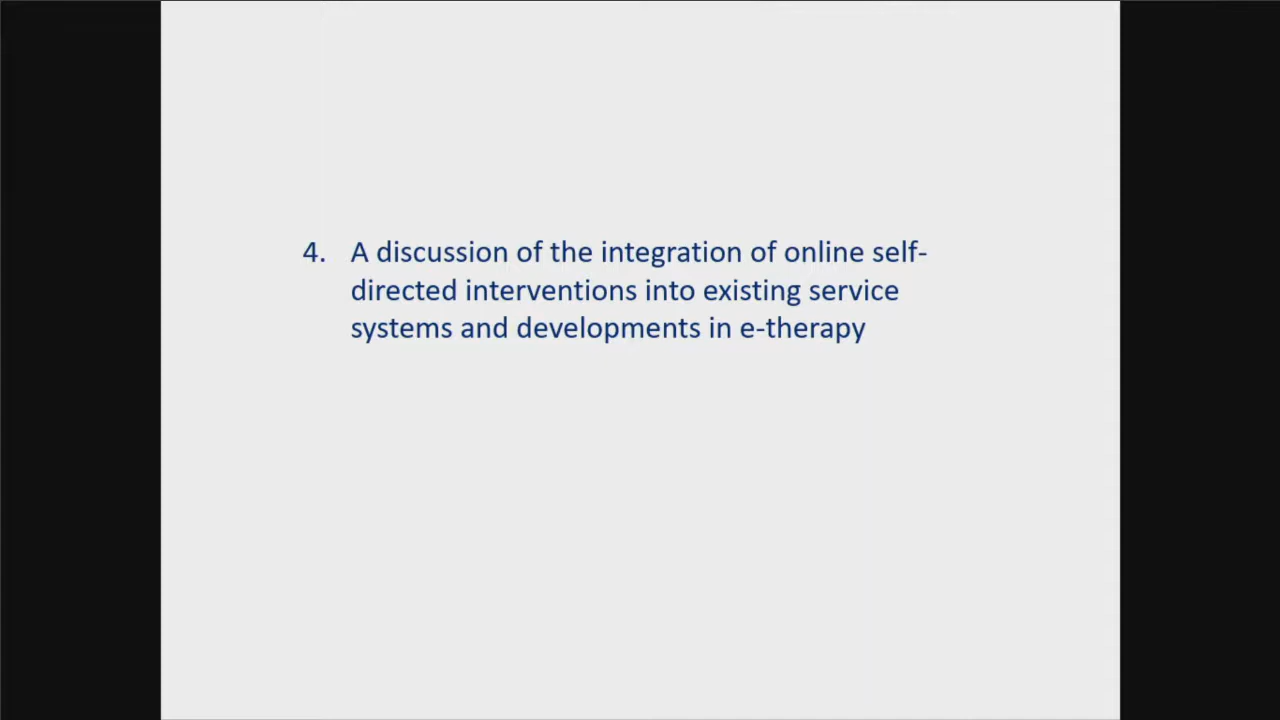 4. A discussion of the integration of online self-
directed interventions into existing service
systems and developments in e-therapy